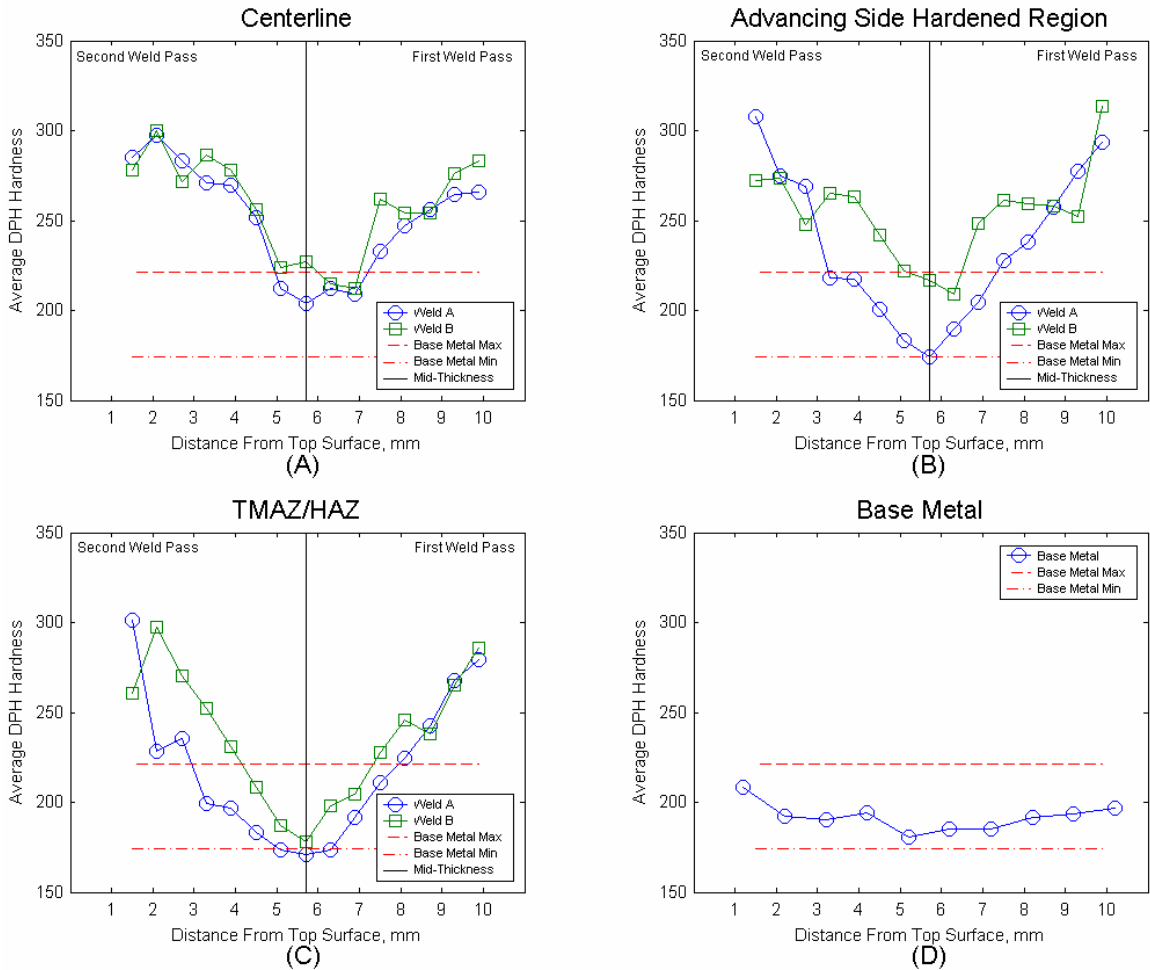 Centerline
350
300
250
200
150
Average DPH Hardness
Second Weld Pass
First Weld Pass
Weld A
Weld B
Base Metal Max
Base Metal Min
Mid-Thickness
1 2 3 4 5 6 7 8 9 10
Distance From Top Surface, mm
(A)
Advancing Side Hardened Region
350
300
250
200
150
Average DPH Hardness
Second Weld Pass
First Weld Pass
Weld A
Weld B
Base Metal Max
Base Metal Min
Mid-Thickness
1 2 3 4 5 6 7 8 9 10
Distance From Top Surface, mm
(B)
TMAZ/HAZ
350
300
250
200
150
Average DPH Hardness
Second Weld Pass
First Weld Pass
Weld A
Weld B
Base Metal Max
Base Metal Min
Mid-Thickness
1 2 3 4 5 6 7 8 9 10
Distance From Top Surface, mm
(C)
Base Metal
350
300
250
200
150
Average DPH Hardness
Base Metal
Base Metal Max
Base Metal Min
1 2 3 4 5 6 7 8 9 10
Distance From Top Surface, mm
(D)